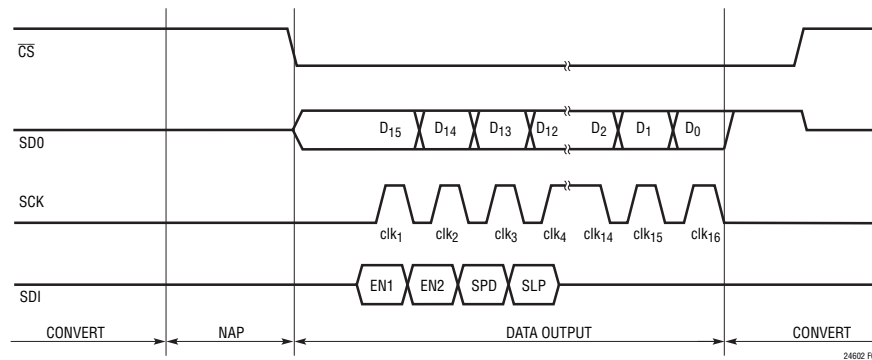 CS
D15 D14 D13 D12 D2 D1 D0
SD0
SCK
clk1 clk2 clk3 clk4 clk14 clk15 clk16
EN1 EN2 SPD SLP
SDI
CONVERT NAP DATA OUTPUT CONVERT
24602